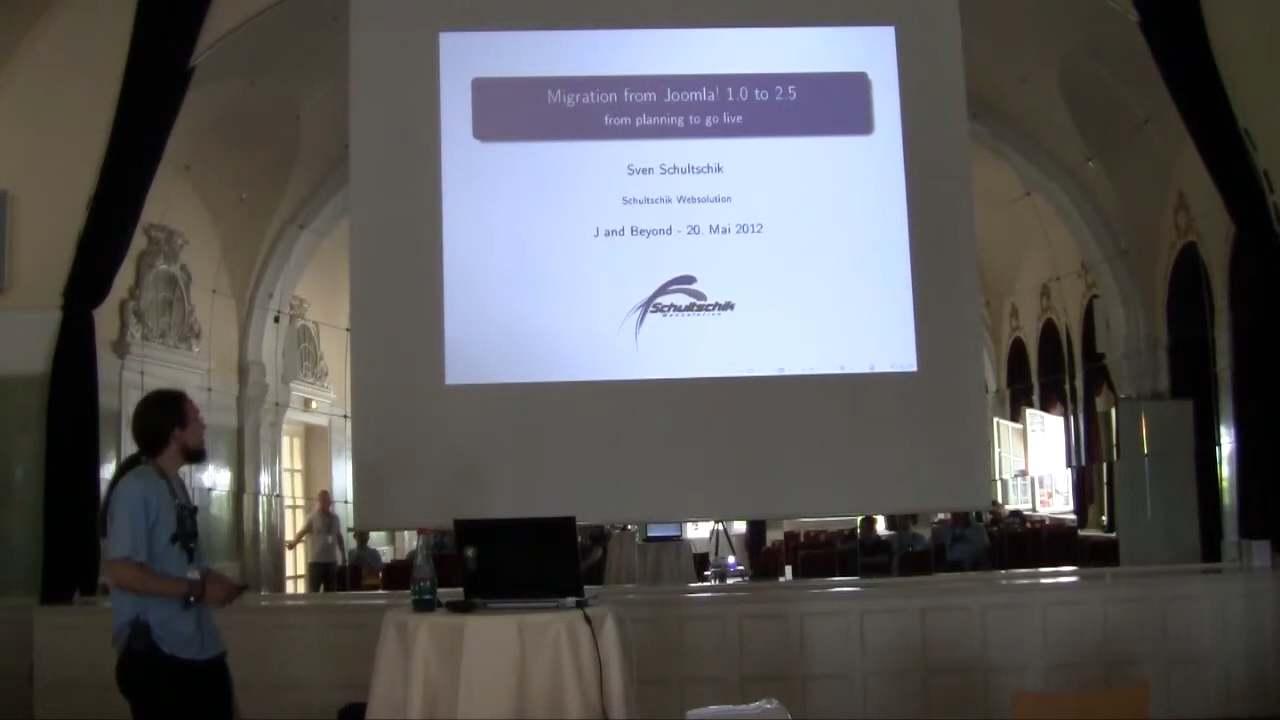 Migration from Joomla! 1.0 to 2.5
from planning to go live
Sven Schultschik
Schultschik Websolution
J and Beyond - 20. Mai 2012
Schultschik
Websolution